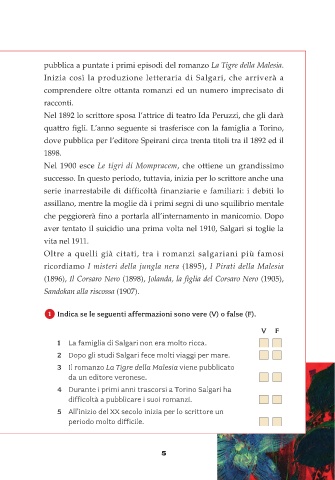 pubblica a puntate i primi episodi del romanzo La Tigre della Malesia.
Inizia così la produzione letteraria di Salgari, che arriverà a
comprendere oltre ottanta romanzi ed un numero imprecisato di
racconti.
Nel 1892 lo scrittore sposa l'attrice di teatro Ida Peruzzi, che gli darà
quattro figli. L'anno seguente si trasferisce con la famiglia a Torino,
dove pubblica per l'editore Speirani circa trenta titoli tra il 1892 ed il
1898.
Nel 1900 esce Le tigri di Mompracem, che ottiene un grandissimo
successo. In questo periodo, tuttavia, inizia per lo scrittore anche una
serie inarrestabile di difficoltà finanziarie e familiari: i debiti lo
assillano, mentre la moglie dà i primi segni di uno squilibrio mentale
che peggiorerà fino a portarla all'internamento in manicomio. Dopo
aver tentato il suicidio una prima volta nel 1910, Salgari si toglie la
vita nel 1911.
Oltre a quelli già citati, tra i romanzi salgariani più famosi
ricordiamo I misteri della jungla nera (1895), I Pirati della Malesia
(1896), Il Corsaro Nero (1898), Jolanda, la figlia del Corsaro Nero (1905),
Sandokan alla riscossa (1907).
1 Indica se le seguenti affermazioni sono vere (V) o false (F).
V F
1 La famiglia di Salgari non era molto ricca.
2 Dopo gli studi Salgari fece molti viaggi per mare.
3 Il romanzo La Tigre della Malesia viene pubblicato
da un editore veronese.
4 Durante i primi anni trascorsi a Torino Salgari ha
difficoltà a pubblicare i suoi romanzi.
5 All'inizio del XX secolo inizia per lo scrittore un
periodo molto difficile.
5